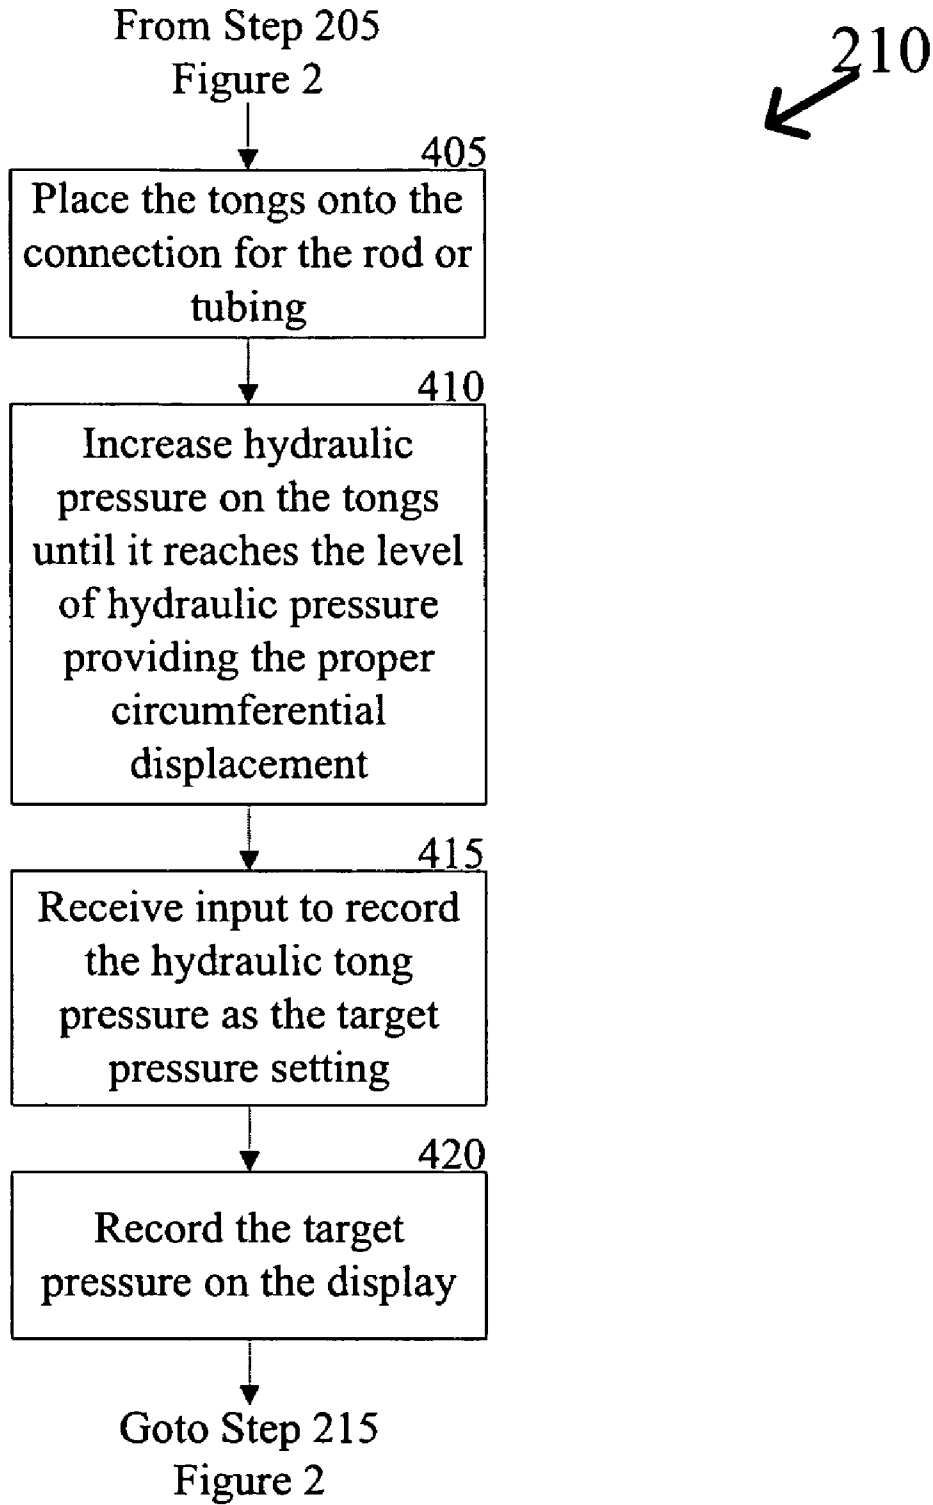 From Step 205
Figure 2
210
405
Place the tongs onto the
connection for the rod or
tubing
410
Increase hydraulic
pressure on the tongs
until it reaches the level
of hydraulic pressure
providing the proper
circumferential
displacement
415
Receive input to record
the hydraulic tong
pressure as the target
pressure setting
420
Record the target
pressure on the display
Goto Step 215
Figure 2